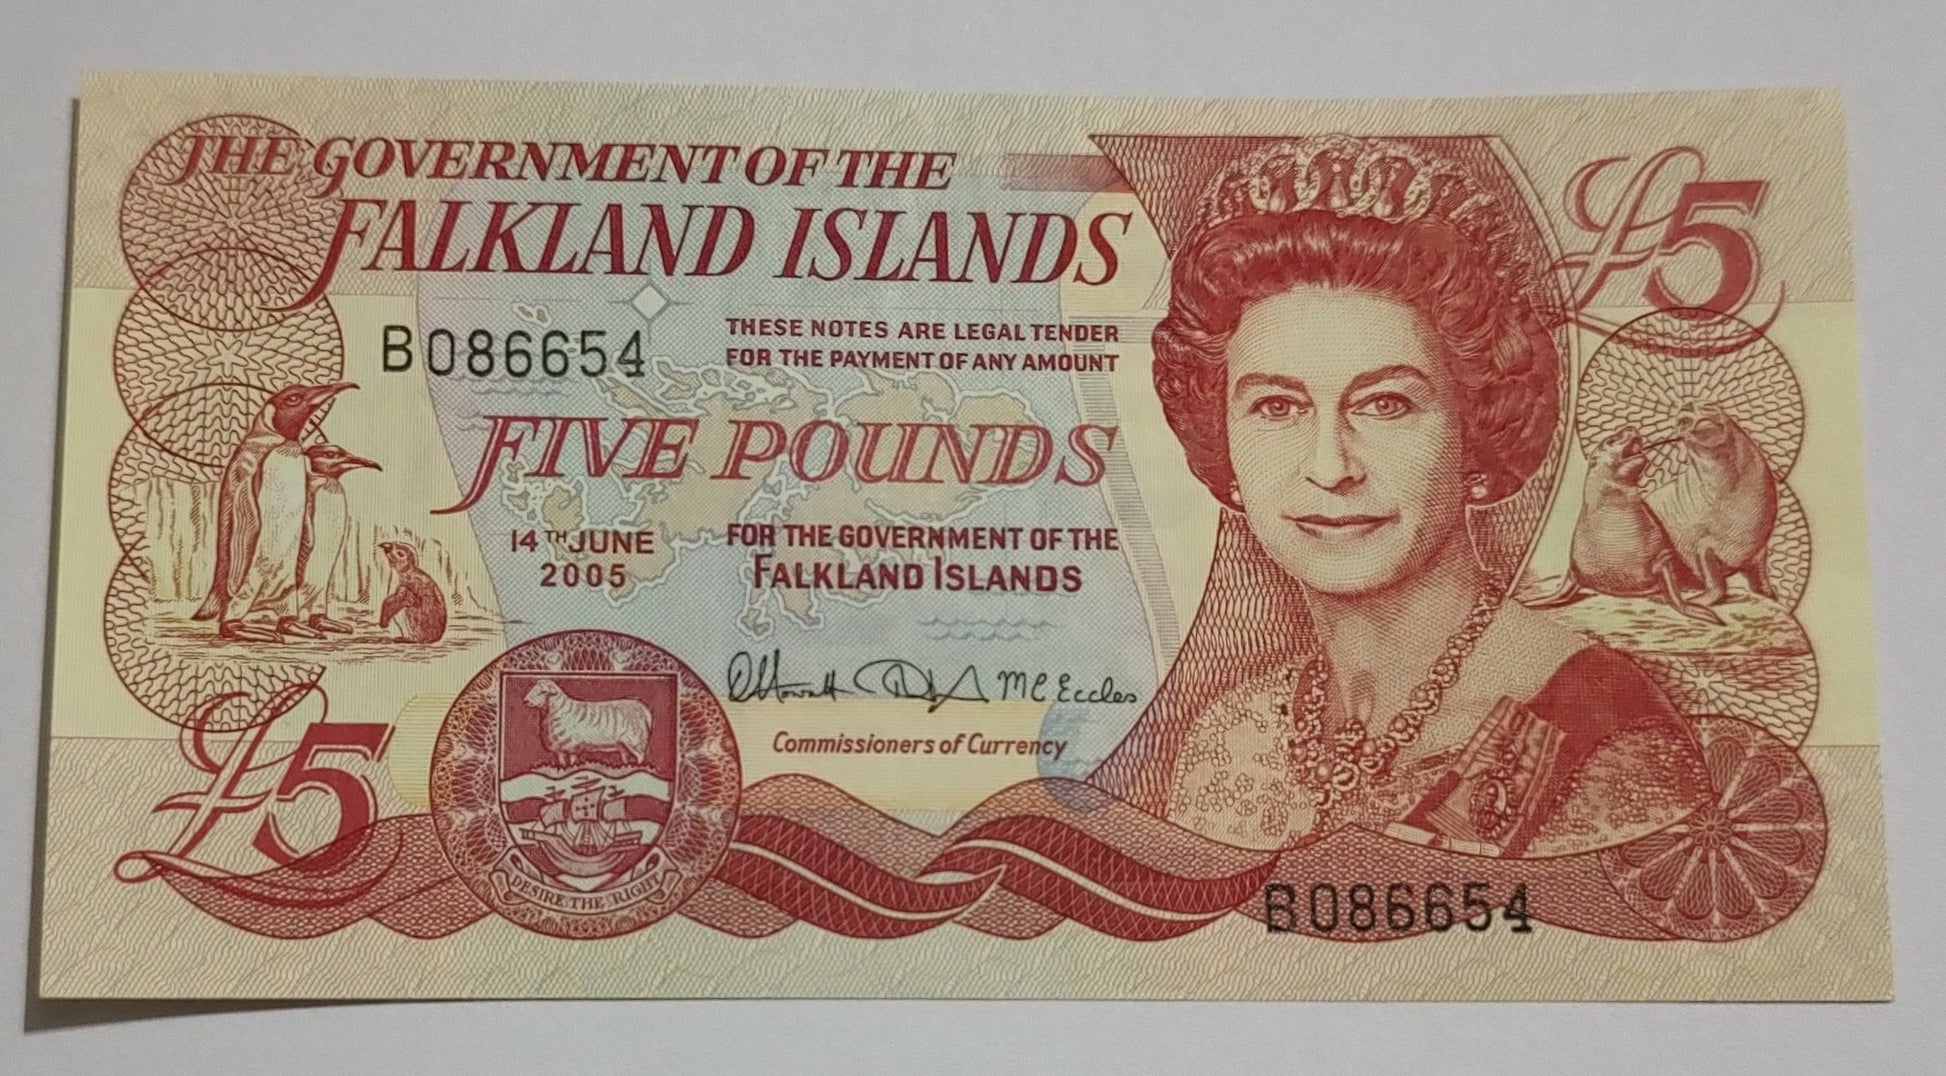 THE GOVERNMENT OF THE
FALKLAND ISLANDS
£5
B086654
THESE NOTES ARE LEGAL TENDER
FOR THE PAYMENT OF ANY AMOUNT
FIVE POUNDS
14TH JUNE
2005
FOR THE GOVERNMENT OF THE
FALKLAND ISLANDS
MC Eccles
Commissioners of Currency
£5
DESIRE THE RIGHT
B086654